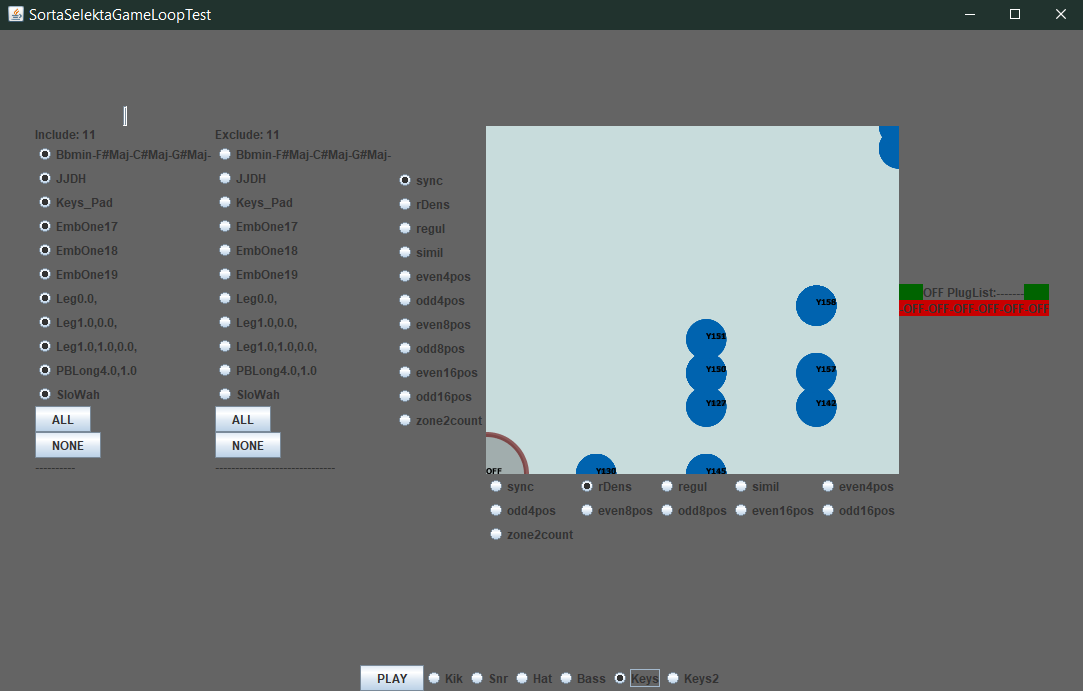 SortaSelektaGameLoopTest
Include: 11
Bbmin-F#Maj-C#Maj-G#Maj-
JJDH
Keys_Pad
EmbOne17
EmbOne18
EmbOne19
Leg0.0,
Leg1.0,0.0,
Leg1.0,1.0,0.0,
PBLong4.0,1.0
SloWah
ALL
NONE
----------
Exclude: 11
Bbmin-F#Maj-C#Maj-G#Maj-
JJDH
Keys_Pad
EmbOne17
EmbOne18
EmbOne19
Leg0.0,
Leg1.0,0.0,
Leg1.0,1.0,0.0,
PBLong4.0,1.0
SloWah
ALL
NONE
------------------------------
sync
rDens
regul
simil
even4pos
odd4pos
even8pos
odd8pos
even16pos
odd16pos
zone2count
Y156
Y151
Y150 Y157
Y127 Y142
OFF Y130 Y145
OFF PlugList:-------
-OFF-OFF-OFF-OFF-OFF-OFF
sync rDens regul simil even4pos
odd4pos even8pos odd8pos even16pos odd16pos
zone2count
PLAY Kik Snr Hat Bass Keys Keys2